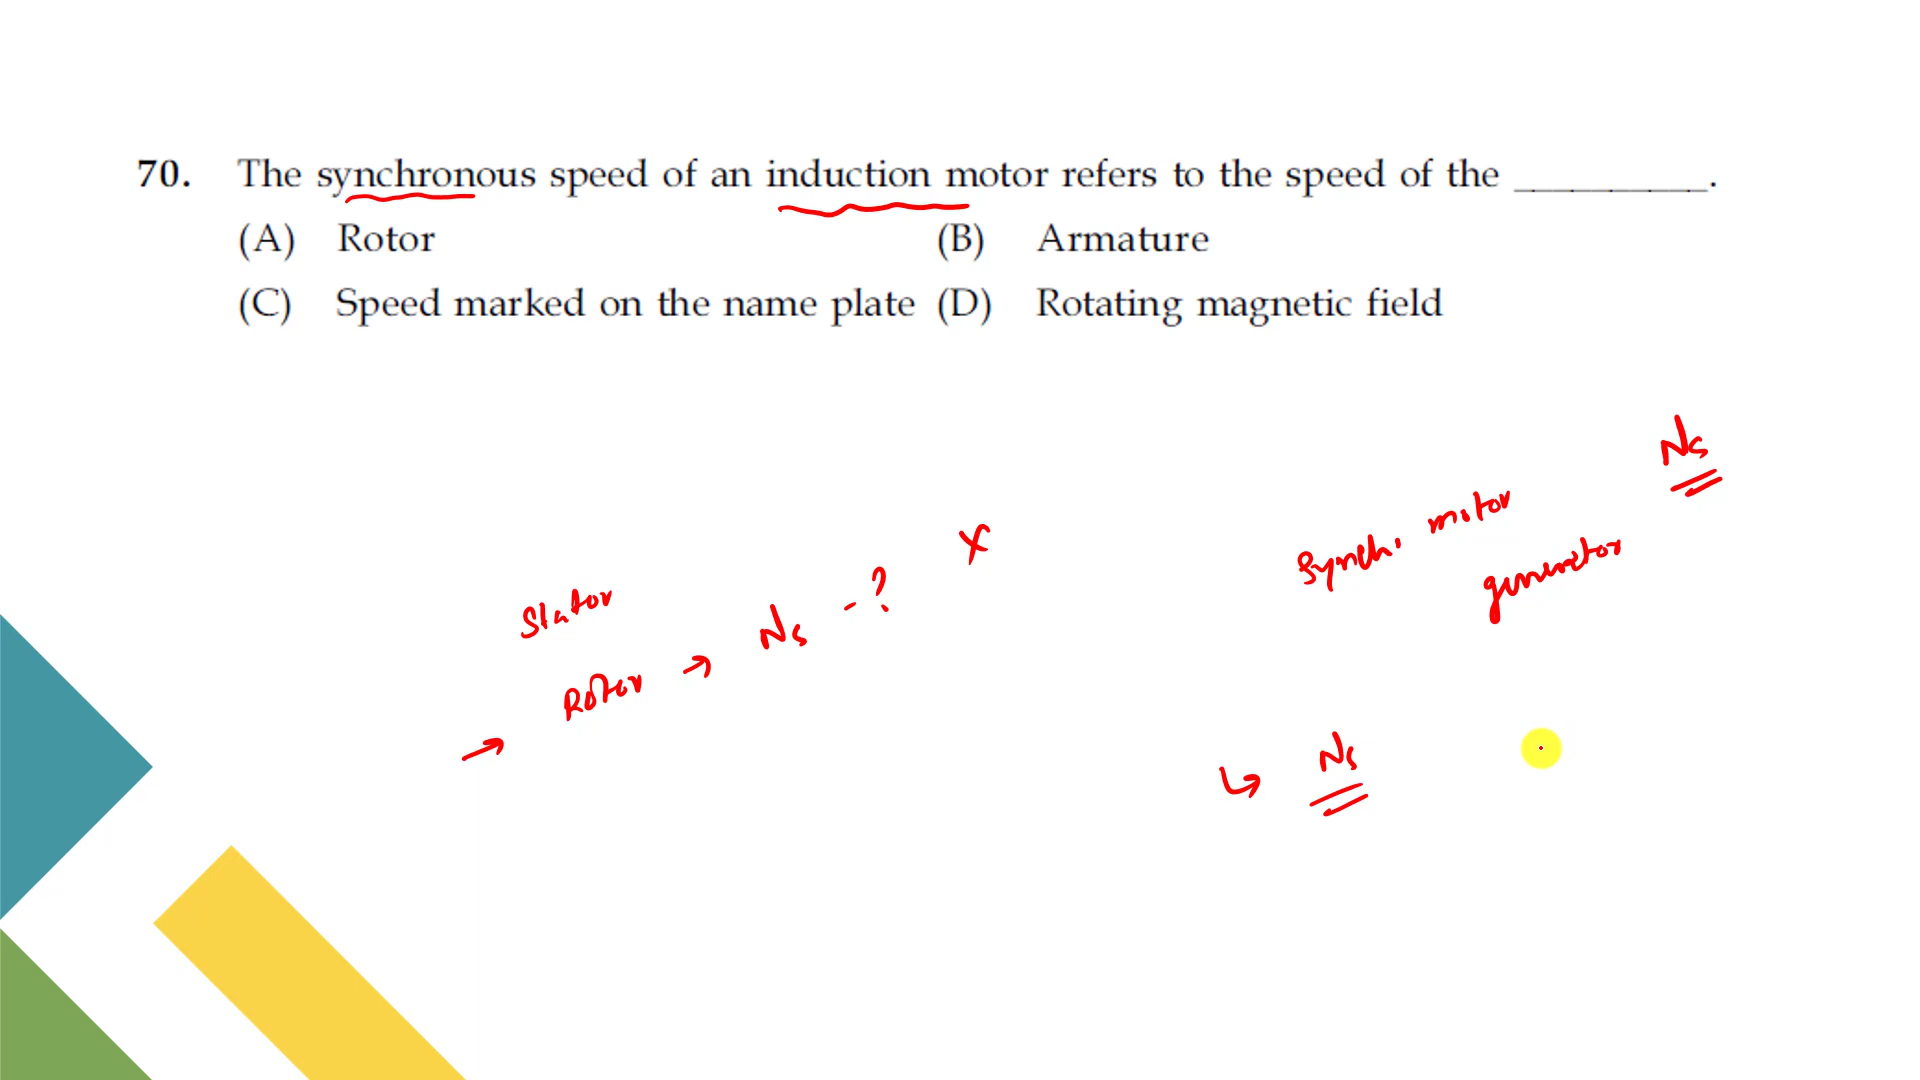 70. The synchronous speed of an induction motor refers to the speed of the __________.
(A) Rotor (B) Armature
(C) Speed marked on the name plate (D) Rotating magnetic field
Ns
Synch. motor
generator
Stator
Rotor → Ns - ? X
→
↳ Ns